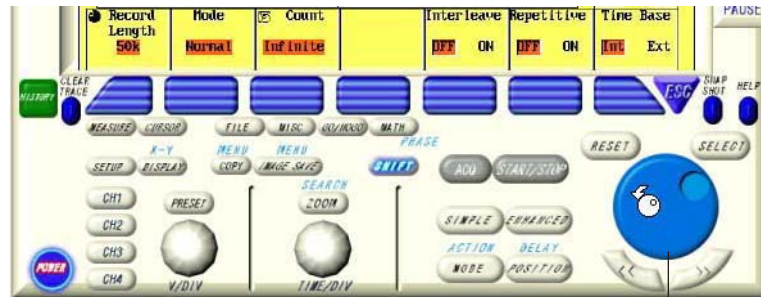 PAUSE
Record Length 50k
Mode Normal
Count Infinite
Interleave OFF ON
Repetitive OFF ON
Time Base Int Ext
HISTORY
CLEAR TRACE
ESC
SNAP SHOT
HELP
MEASURE CURSOR FILE MISC GO/NOGO MATH
X-Y MENU MENU PHASE
SETUP DISPLAY COPY IMAGE SAVE SHIFT ACQ START/STOP
RESET SELECT
SEARCH
CH1 PRESET ZOOM
CH2 SIMPLE ENHANCED
CH3 ACTION DELAY
CH4 MODE POSITION
POWER
V/DIV TIME/DIV